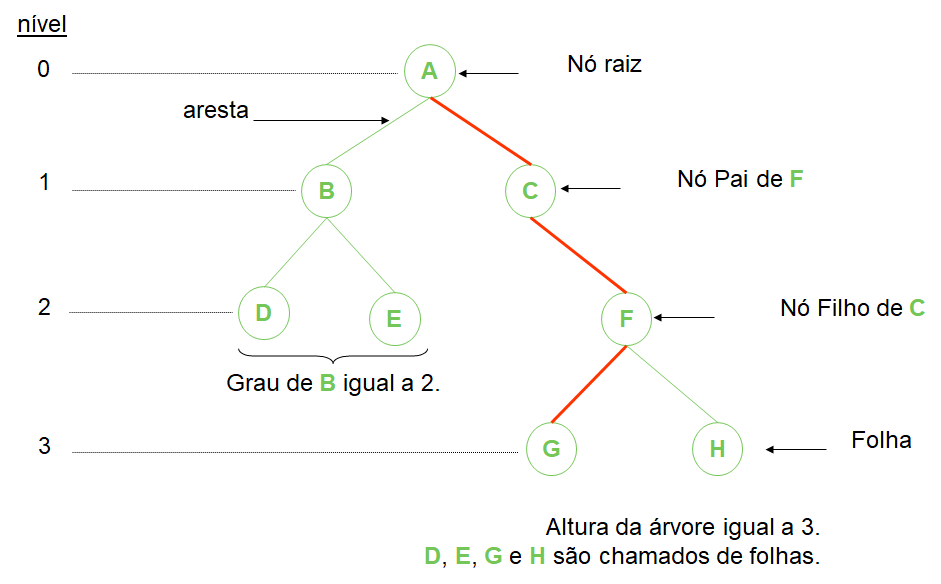 nível
0
A
Nó raiz
aresta
1
B
C
Nó Pai de F
2
D
E
F
Nó Filho de C
Grau de B igual a 2.
3
G
H
Folha
Altura da árvore igual a 3.
D, E, G e H são chamados de folhas.